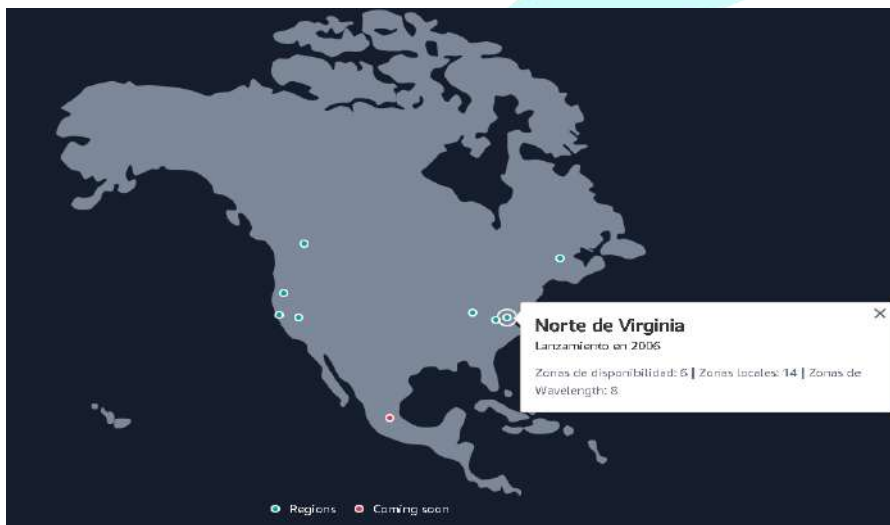 Norte de Virginia
Lanzamiento en 2006
Zonas de disponibilidad: 6 | Zonas locales: 14 | Zonas de
Wavelength: 8
Regions Coming soon